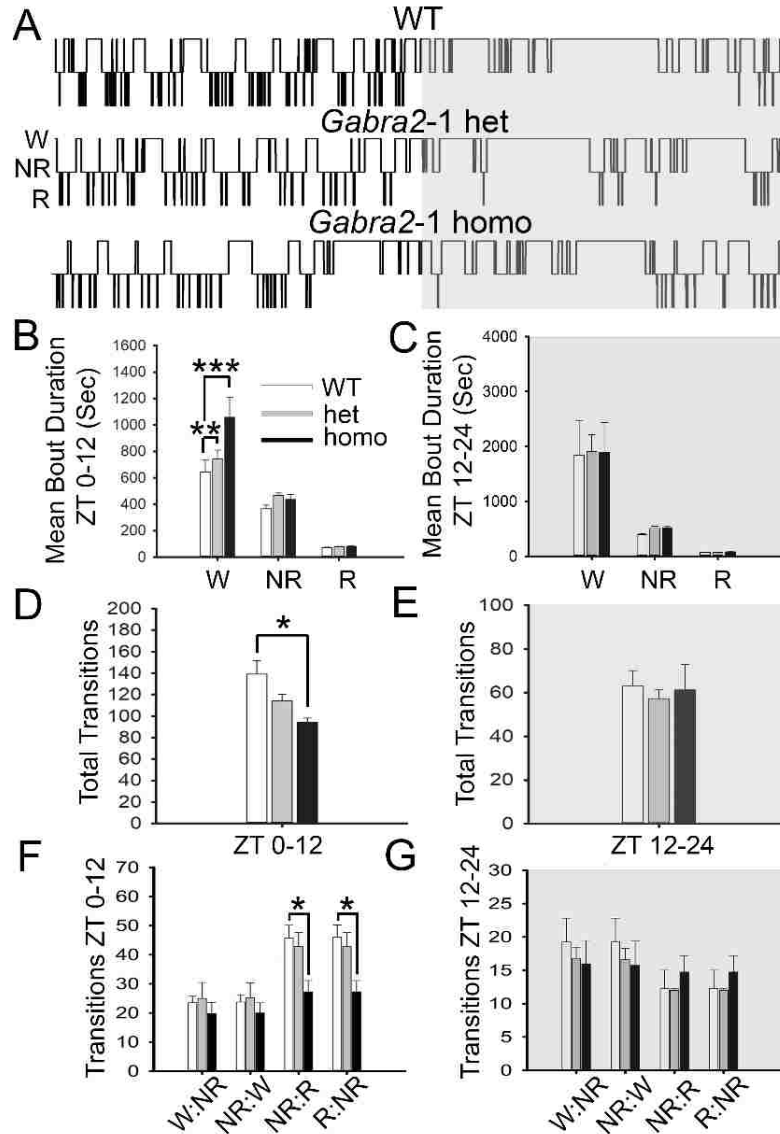 A
WT
Gabra2-1 het
W
NR
R
Gabra2-1 homo
B
Mean Bout Duration
ZT 0-12 (Sec)
1600
1400
1200
1000
800
600
400
200
0
***
**
WT
het
homo
W NR R
C
Mean Bout Duration
ZT 12-24 (Sec)
4000
3000
2000
1000
0
W NR R
D
Total Transitions
200
180
160
140
120
100
80
60
40
20
0
*
ZT 0-12
E
Total Transitions
100
80
60
40
20
0
ZT 12-24
F
Transitions ZT 0-12
70
60
50
40
30
20
10
0
* *
W:NR NR:W NR:R R:NR
G
Transitions ZT 12-24
30
25
20
15
10
5
0
W:NR NR:W NR:R R:NR